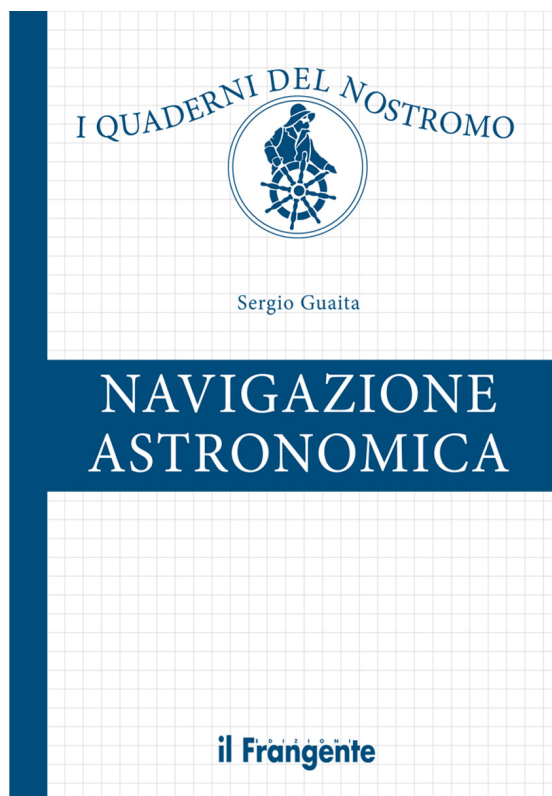 I QUADERNI DEL NOSTROMO
Sergio Guaita
NAVIGAZIONE
ASTRONOMICA
EDIZIONI
il Frangente